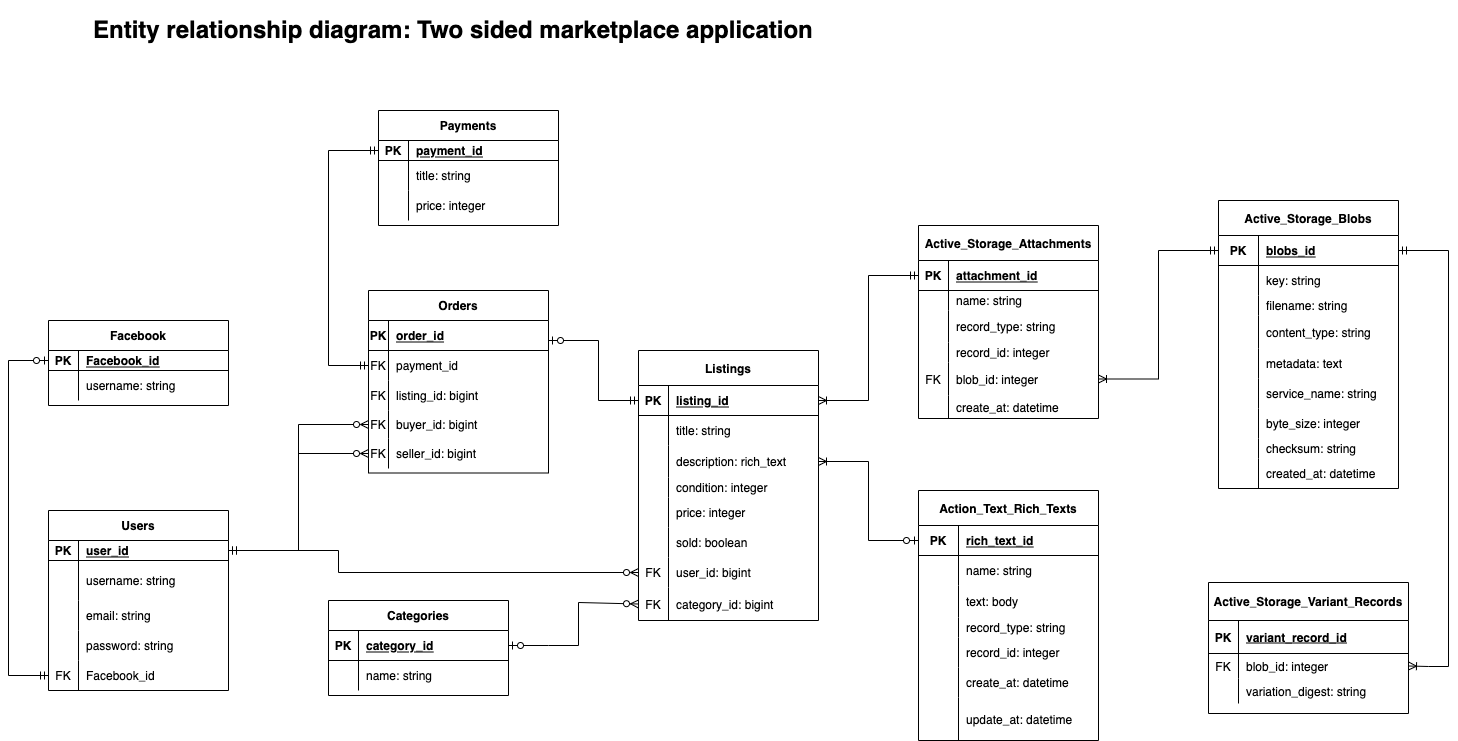 Entity relationship diagram: Two sided marketplace application
Payments
PK payment_id
title: string
price: integer
Orders
PK order_id
FK payment_id
FK listing_id: bigint
FK buyer_id: bigint
FK seller_id: bigint
Facebook
PK Facebook_id
username: string
Users
PK user_id
username: string
email: string
password: string
FK Facebook_id
Categories
PK category_id
name: string
Listings
PK listing_id
title: string
description: rich_text
condition: integer
price: integer
sold: boolean
FK user_id: bigint
FK category_id: bigint
Active_Storage_Attachments
PK attachment_id
name: string
record_type: string
record_id: integer
FK blob_id: integer
create_at: datetime
Action_Text_Rich_Texts
PK rich_text_id
name: string
text: body
record_type: string
record_id: integer
create_at: datetime
update_at: datetime
Active_Storage_Blobs
PK blobs_id
key: string
filename: string
content_type: string
metadata: text
service_name: string
byte_size: integer
checksum: string
created_at: datetime
Active_Storage_Variant_Records
PK variant_record_id
FK blob_id: integer
variation_digest: string